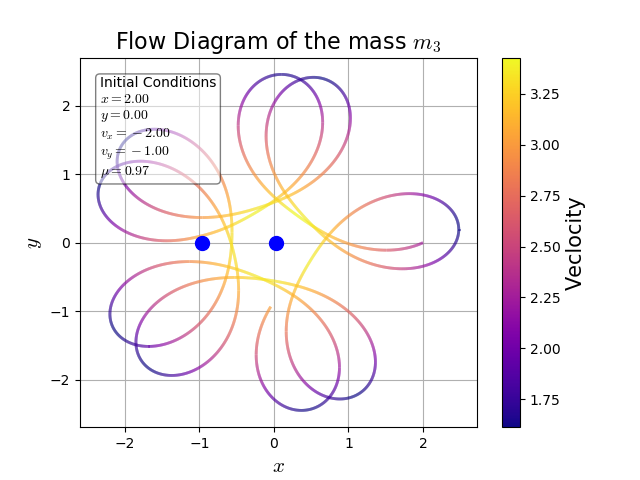 Flow Diagram of the mass $m_3$
Initial Conditions
$x = 2.00$
$y = 0.00$
$v_x = -2.00$
$v_y = -1.00$
$\mu = 0.97$
y
2
1
0
−1
−2
−2 −1 0 1 2
x
3.25
3.00
2.75
2.50
2.25
2.00
1.75
Veclocity